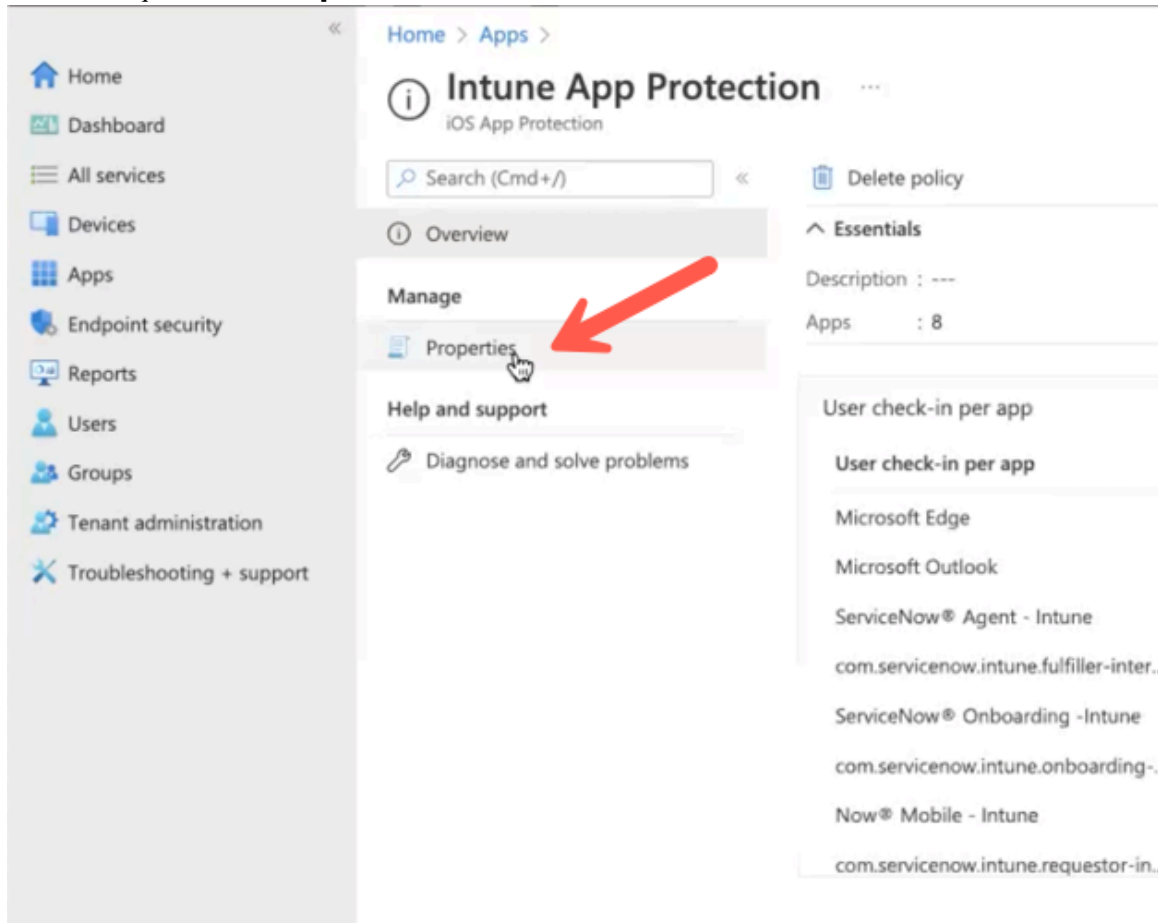 Home
Dashboard
All services
Devices
Apps
Endpoint security
Reports
Users
Groups
Tenant administration
Troubleshooting + support
Home > Apps >
Intune App Protection ...
iOS App Protection
Search (Cmd+/)
Overview
Manage
Properties
Help and support
Diagnose and solve problems
Delete policy
Essentials
Description : ---
Apps : 8
User check-in per app
User check-in per app
Microsoft Edge
Microsoft Outlook
ServiceNow® Agent - Intune
com.servicenow.intune.fulfiller-inter..
ServiceNow® Onboarding -Intune
com.servicenow.intune.onboarding-.
Now® Mobile - Intune
com.servicenow.intune.requestor-in..